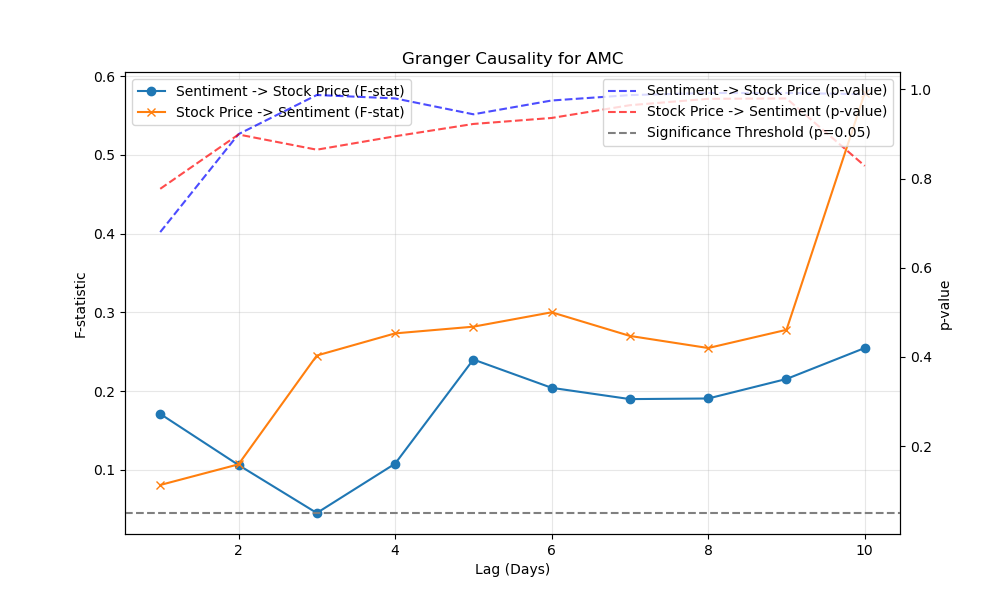 Granger Causality for AMC
Sentiment -> Stock Price (F-stat)
Stock Price -> Sentiment (F-stat)
Sentiment -> Stock Price (p-value)
Stock Price -> Sentiment (p-value)
Significance Threshold (p=0.05)
0.6
0.5
0.4
0.3
0.2
0.1
F-statistic
1.0
0.8
0.6
0.4
0.2
p-value
2 4 6 8 10
Lag (Days)